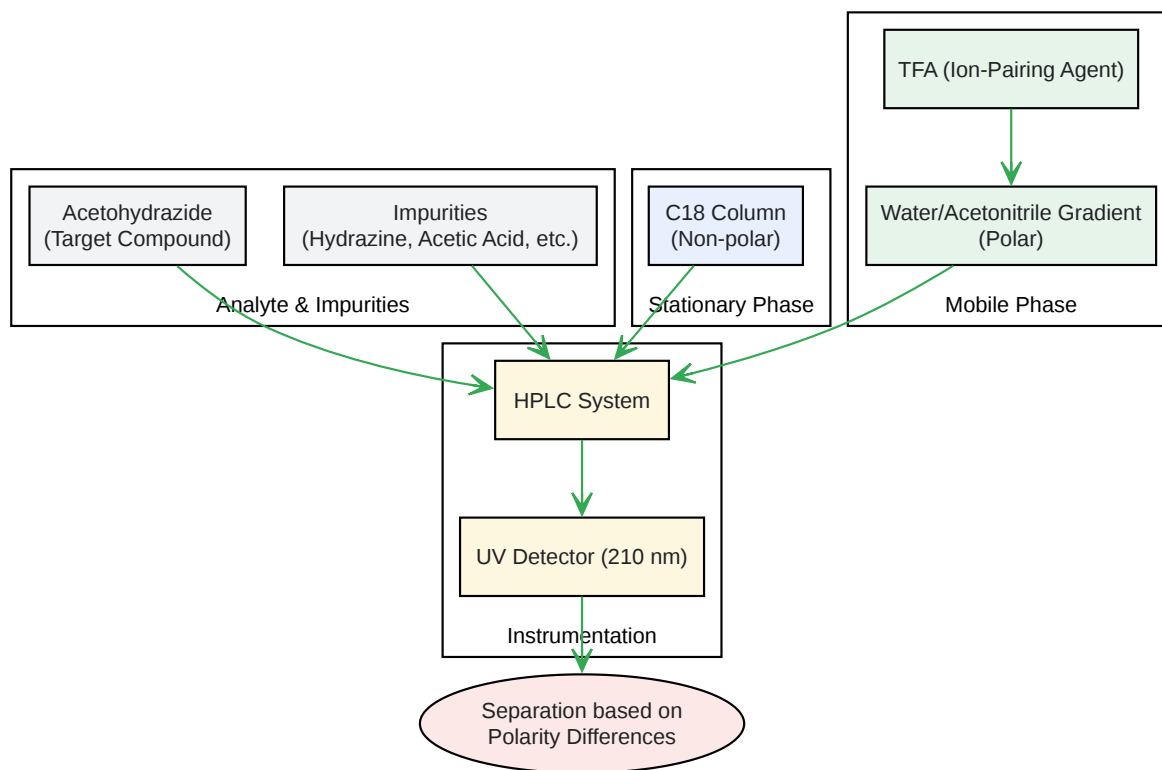 TFA (Ion-Pairing Agent)
Acetohydrazide
(Target Compound)
Impurities
(Hydrazine, Acetic Acid, etc.)
C18 Column
(Non-polar)
Water/Acetonitrile Gradient
(Polar)
Analyte & Impurities
Stationary Phase
Mobile Phase
HPLC System
UV Detector (210 nm)
Instrumentation
Separation based on
Polarity Differences